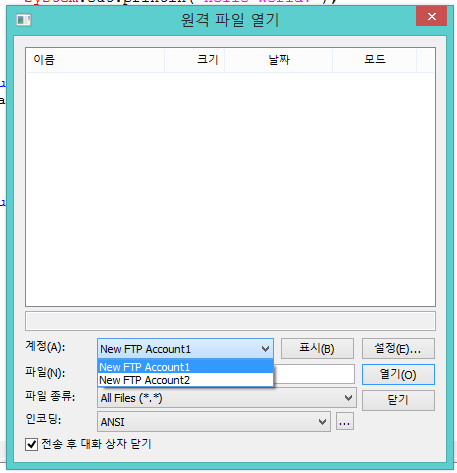 System.out.println("Hello World!");
원격 파일 열기
이름 크기 날짜 모드
계정(A): New FTP Account1 표시(B) 설정(E)...
New FTP Account1
New FTP Account2
파일(N): 열기(O)
파일 종류: All Files (*.*) 닫기
인코딩: ANSI ...
전송 후 대화 상자 닫기